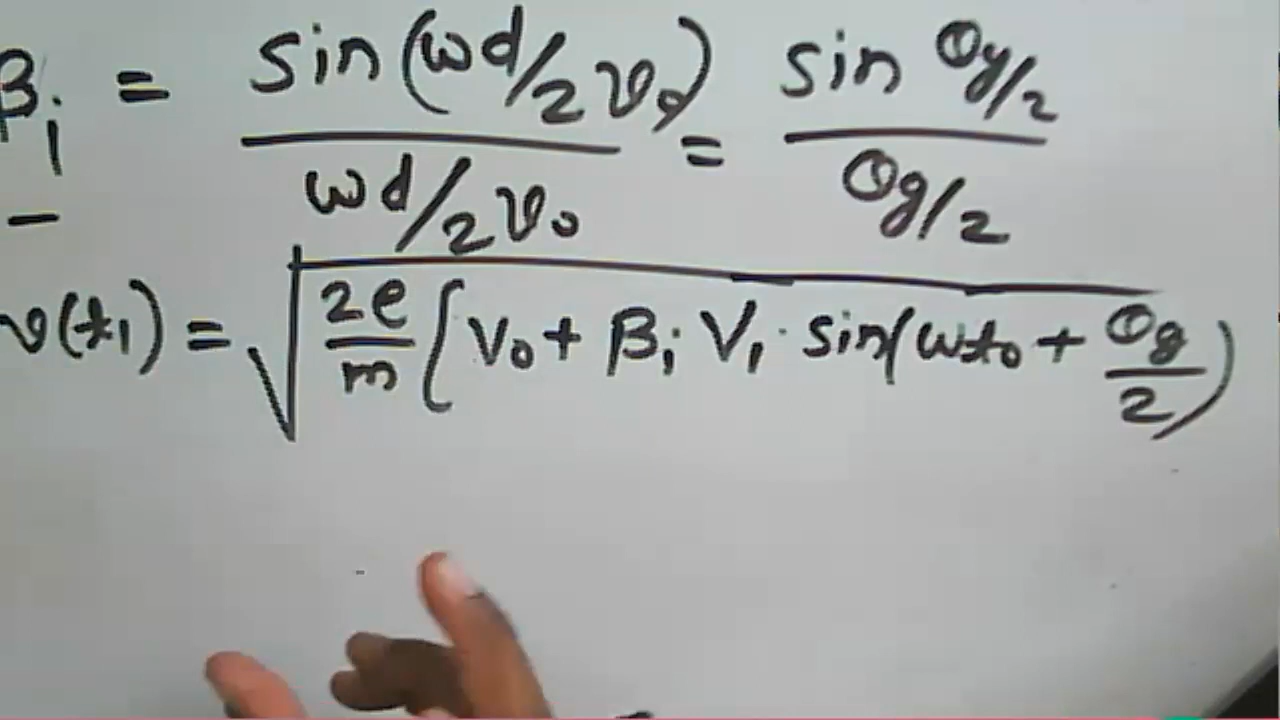 βi = sin(ωd/2v₀) / ωd/2v₀ = sin θg/2 / θg/2
v(t₁) = √ 2e/m [V₀ + βi V₁ sin(ωt₀ + θg/2)